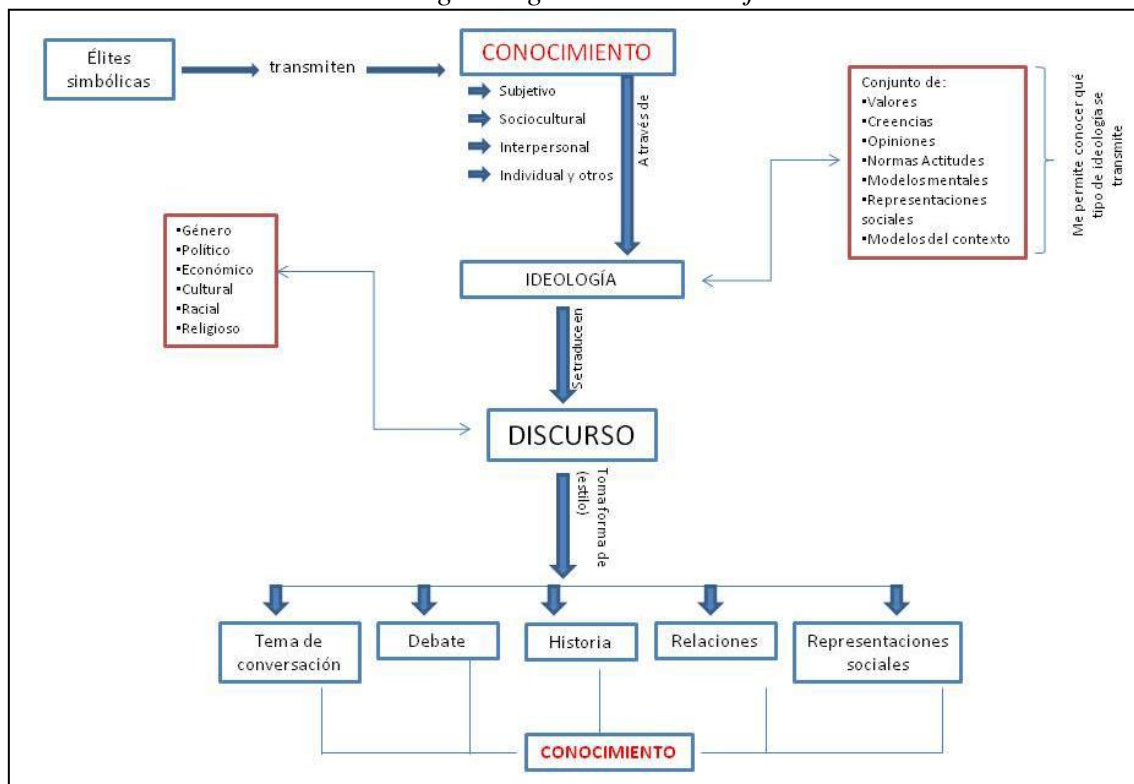 Élites
simbólicas
transmiten
CONOCIMIENTO
Subjetivo
Sociocultural
Interpersonal
Individual y otros
A través de
Conjunto de:
▪Valores
▪Creencias
▪Opiniones
▪Normas Actitudes
▪Modelos mentales
▪Representaciones
sociales
▪Modelos del contexto
Me permite conocer qué
tipo de ideología se
transmite
▪Género
▪Político
▪Económico
▪Cultural
▪Racial
▪Religioso
IDEOLOGÍA
Se traduce en
DISCURSO
Toma forma de
(estilo)
Tema de
conversación
Debate
Historia
Relaciones
Representaciones
sociales
CONOCIMIENTO